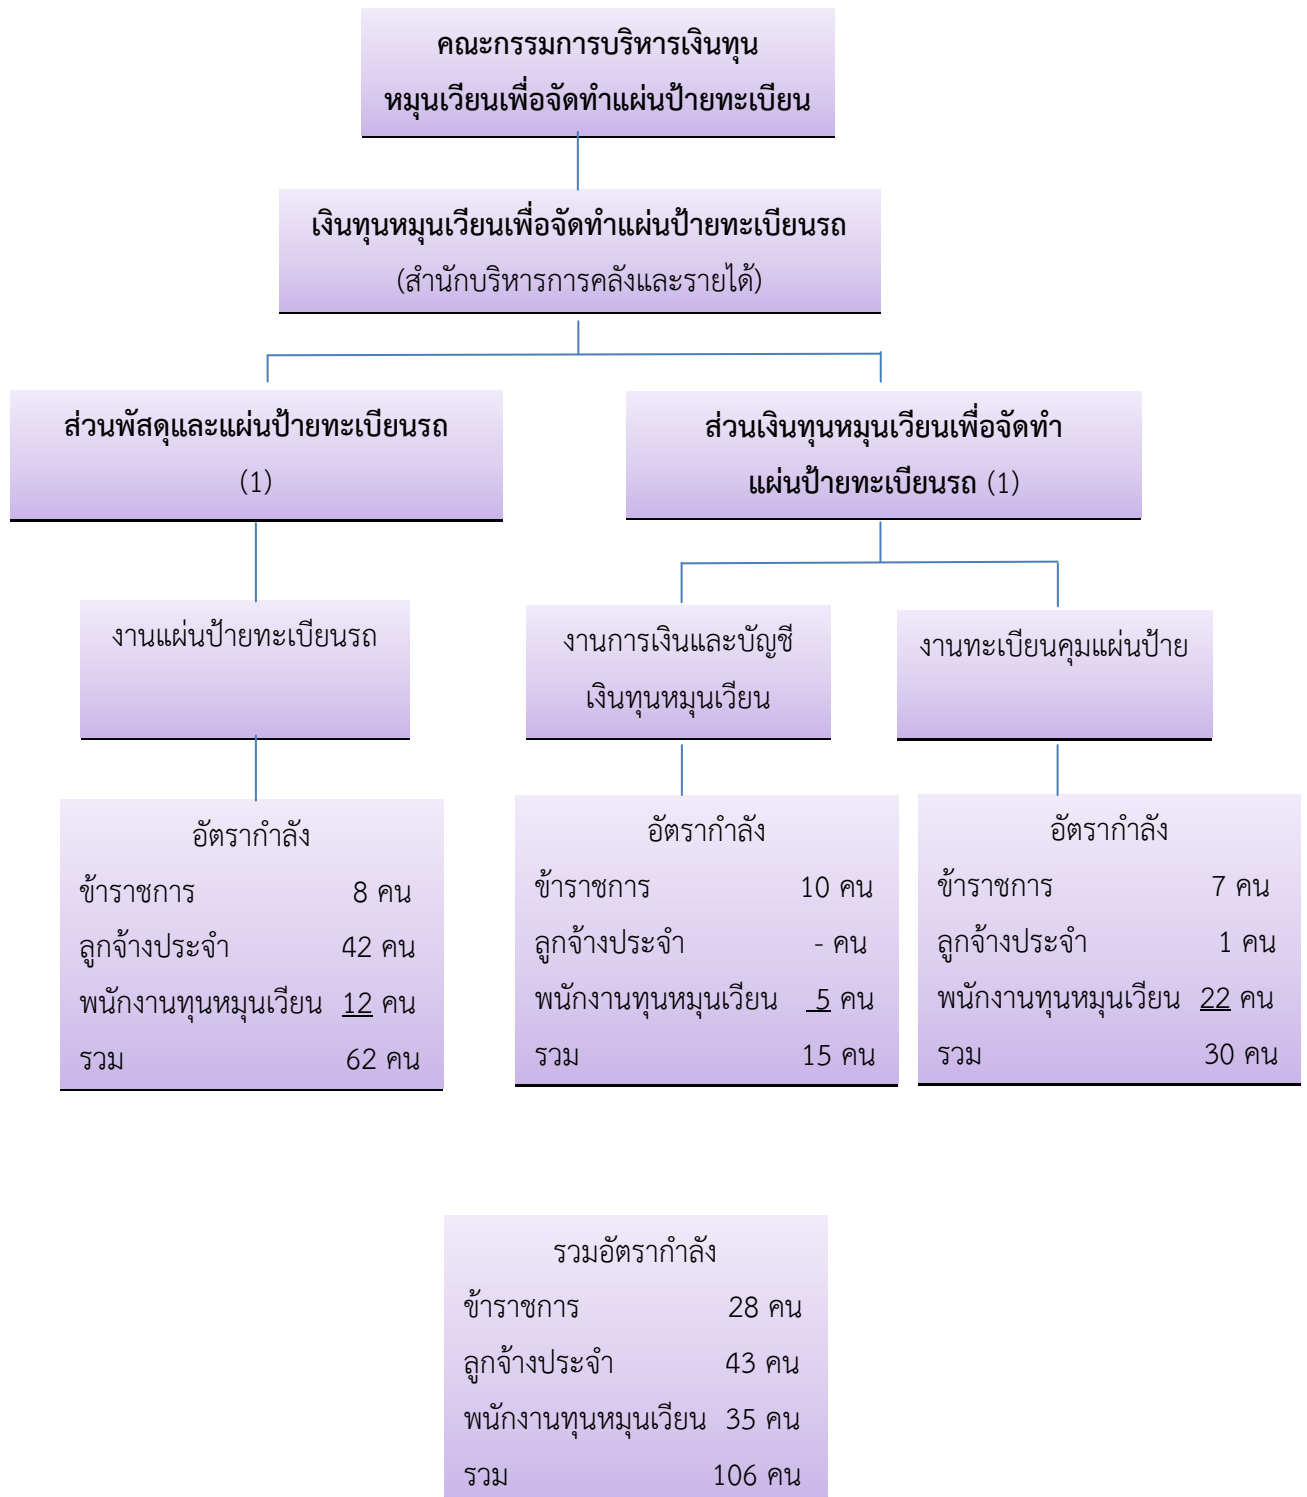 คณะกรรมการบริหารเงินทุน
หมุนเวียนเพื่อจัดทำแผ่นป้ายทะเบียน
เงินทุนหมุนเวียนเพื่อจัดทำแผ่นป้ายทะเบียนรถ
(สำนักบริหารการคลังและรายได้)
ส่วนพัสดุและแผ่นป้ายทะเบียนรถ
(1)
ส่วนเงินทุนหมุนเวียนเพื่อจัดทำ
แผ่นป้ายทะเบียนรถ (1)
งานแผ่นป้ายทะเบียนรถ
งานการเงินและบัญชี
เงินทุนหมุนเวียน
งานทะเบียนคุมแผ่นป้าย
อัตรากำลัง
ข้าราชการ 8 คน
ลูกจ้างประจำ 42 คน
พนักงานทุนหมุนเวียน 12 คน
รวม 62 คน
อัตรากำลัง
ข้าราชการ 10 คน
ลูกจ้างประจำ - คน
พนักงานทุนหมุนเวียน 5 คน
รวม 15 คน
อัตรากำลัง
ข้าราชการ 7 คน
ลูกจ้างประจำ 1 คน
พนักงานทุนหมุนเวียน 22 คน
รวม 30 คน
รวมอัตรากำลัง
ข้าราชการ 28 คน
ลูกจ้างประจำ 43 คน
พนักงานทุนหมุนเวียน 35 คน
รวม 106 คน